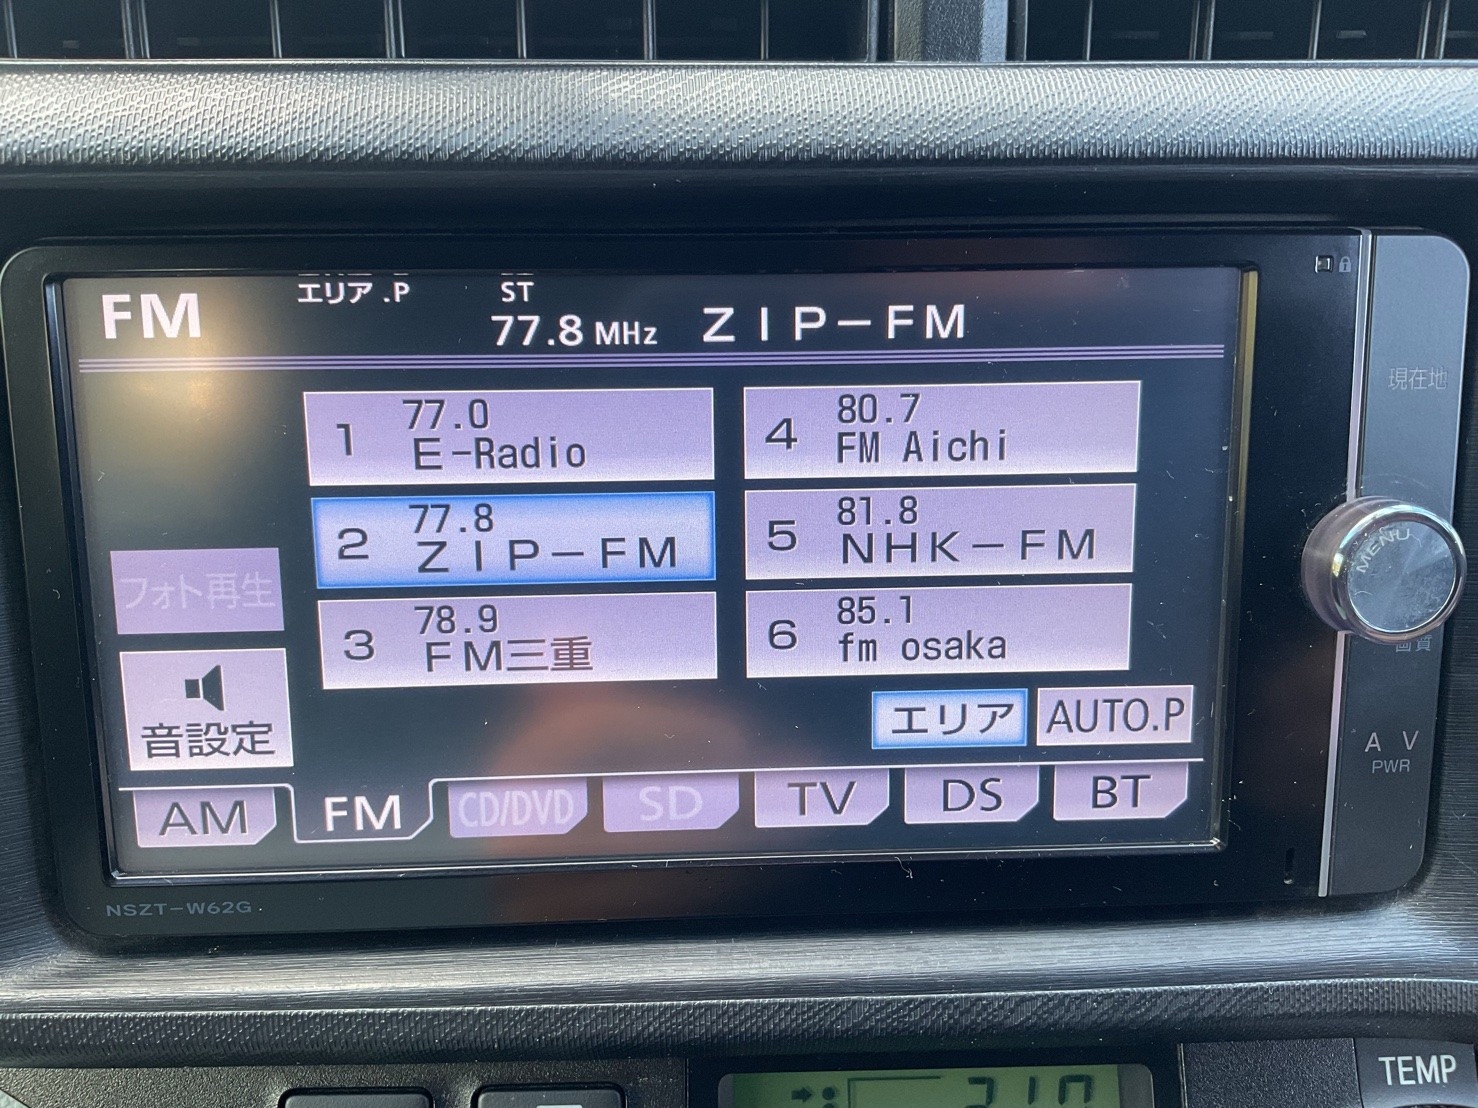 FM
エリア.P
ST
77.8 MHz ZIP-FM
1 77.0
E-Radio
2 77.8
ZIP-FM
3 78.9
FM三重
4 80.7
FM Aichi
5 81.8
NHK-FM
6 85.1
fm osaka
フォト再生
音設定
エリア AUTO.P
AM FM CD/DVD SD TV DS BT
NSZT-W62G
現在地
MENU
画質
AV
PWR
TEMP